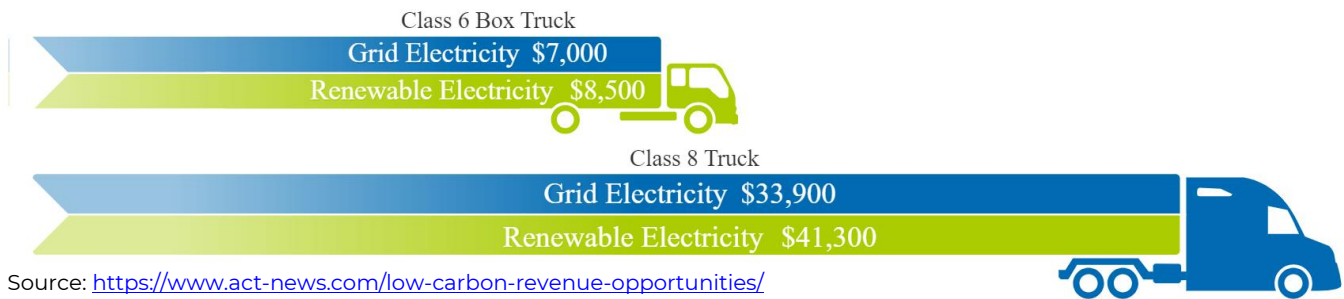 Class 6 Box Truck
Grid Electricity $7,000
Renewable Electricity $8,500
Class 8 Truck
Grid Electricity $33,900
Renewable Electricity $41,300
Source: https://www.act-news.com/low-carbon-revenue-opportunities/